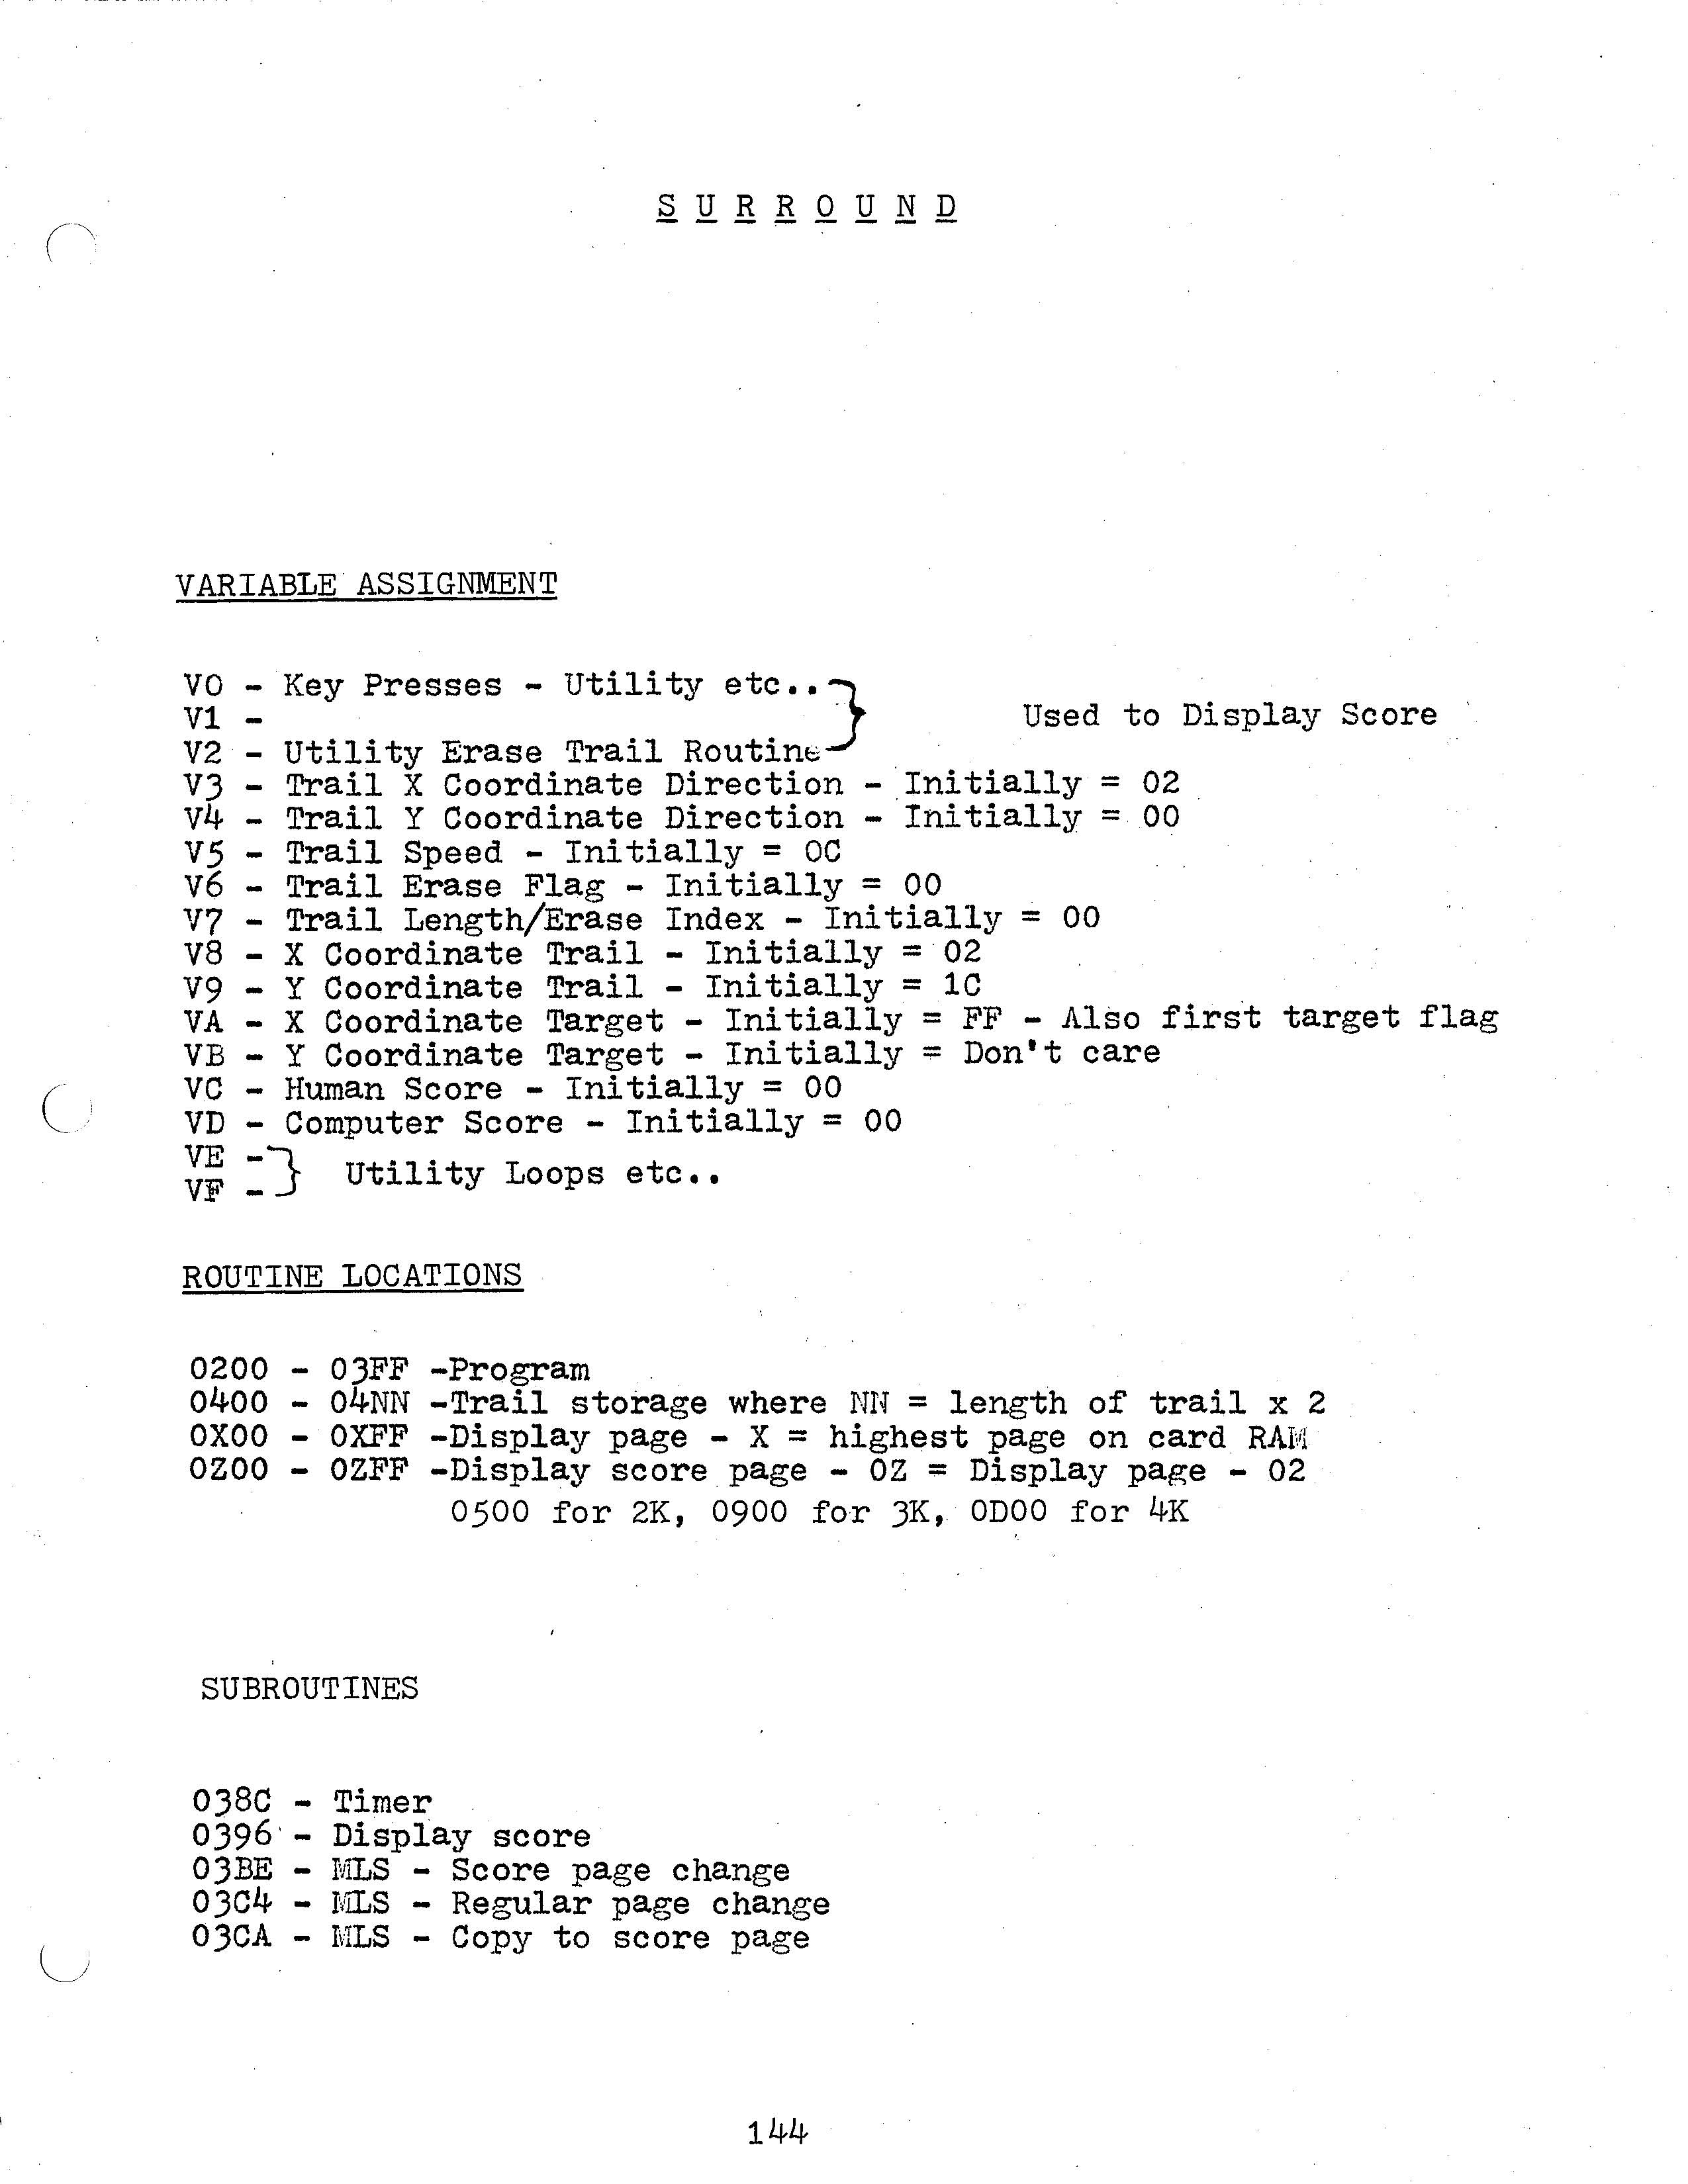 S U R R O U N D
VARIABLE ASSIGNMENT
V0 - Key Presses - Utility etc..
V1 -
Used to Display Score
V2 - Utility Erase Trail Routine
V3 - Trail X Coordinate Direction - Initially = 02
V4 - Trail Y Coordinate Direction - Initially = 00
V5 - Trail Speed - Initially = 0C
V6 - Trail Erase Flag - Initially = 00
V7 - Trail Length/Erase Index - Initially = 00
V8 - X Coordinate Trail - Initially = 02
V9 - Y Coordinate Trail - Initially = 1C
VA - X Coordinate Target - Initially = FF - Also first target flag
VB - Y Coordinate Target - Initially = Don't care
VC - Human Score - Initially = 00
VD - Computer Score - Initially = 00
VE -
VF -
Utility Loops etc..
ROUTINE LOCATIONS
0200 - 03FF -Program
0400 - 04NN -Trail storage where NN = length of trail x 2
0X00 - 0XFF -Display page - X = highest page on card RAM
0Z00 - 0ZFF -Display score page - 0Z = Display page - 02
0500 for 2K, 0900 for 3K, 0D00 for 4K
SUBROUTINES
038C - Timer
0396 - Display score
03BE - MLS - Score page change
03C4 - MLS - Regular page change
03CA - MLS - Copy to score page
144